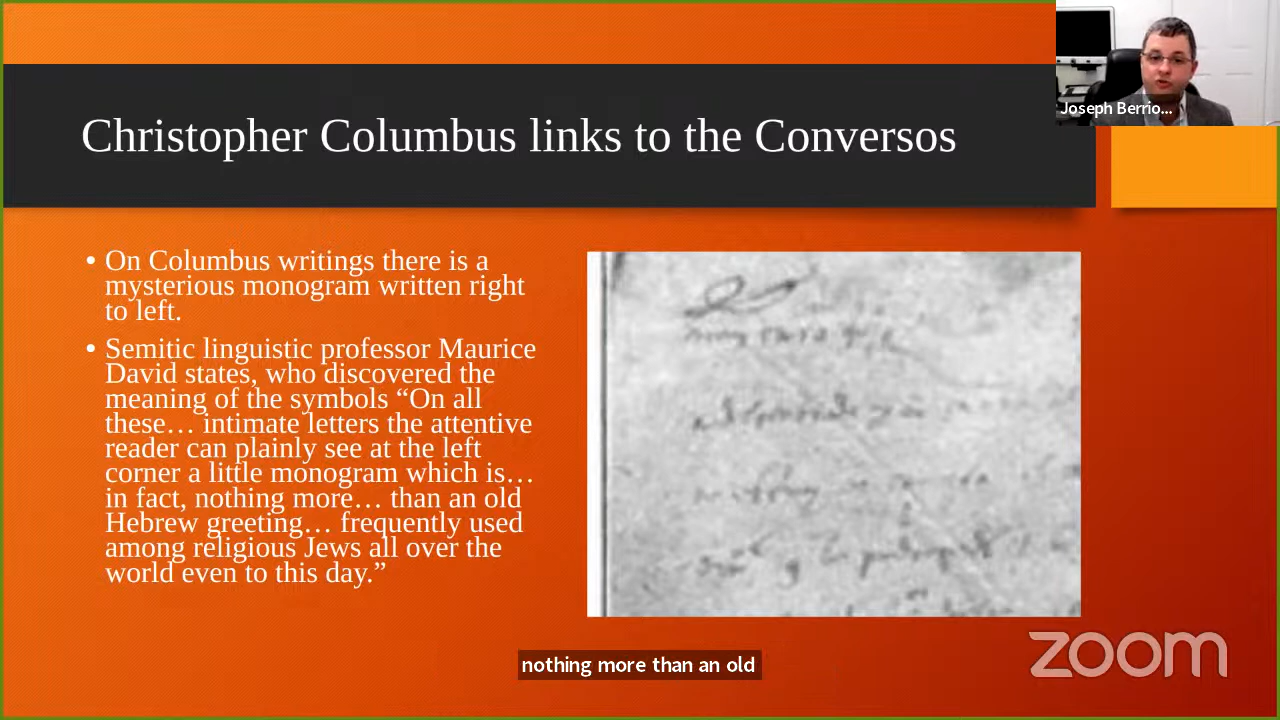 Joseph Berrio...
Christopher Columbus links to the Conversos
• On Columbus writings there is a
mysterious monogram written right
to left.
• Semitic linguistic professor Maurice
David states, who discovered the
meaning of the symbols “On all
these… intimate letters the attentive
reader can plainly see at the left
corner a little monogram which is…
in fact, nothing more… than an old
Hebrew greeting… frequently used
among religious Jews all over the
world even to this day.”
nothing more than an old
zoom